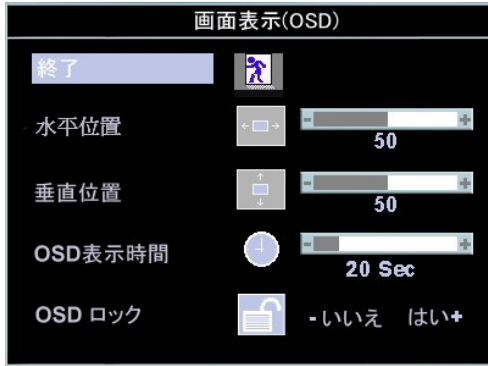 画面表示(OSD)
終了
水平位置
- +
50
垂直位置
- +
50
OSD表示時間
- +
20 Sec
OSD ロック
-いいえ はい+